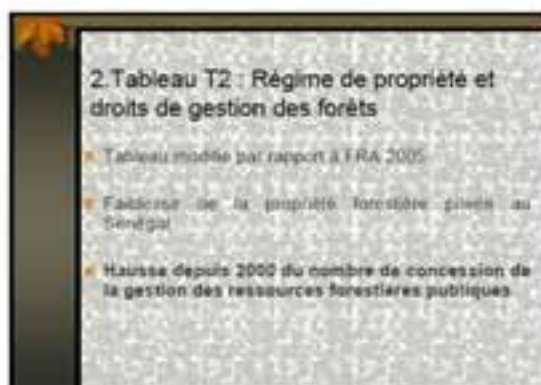 2.Tableau T2 : Régime de propriété et
droits de gestion des forêts
Tableau modifié par rapport à FRA 2005
Faiblesse de la propriété forestière privée au
Sénégal
Hausse depuis 2000 du nombre de concession de
la gestion des ressources forestières publiques